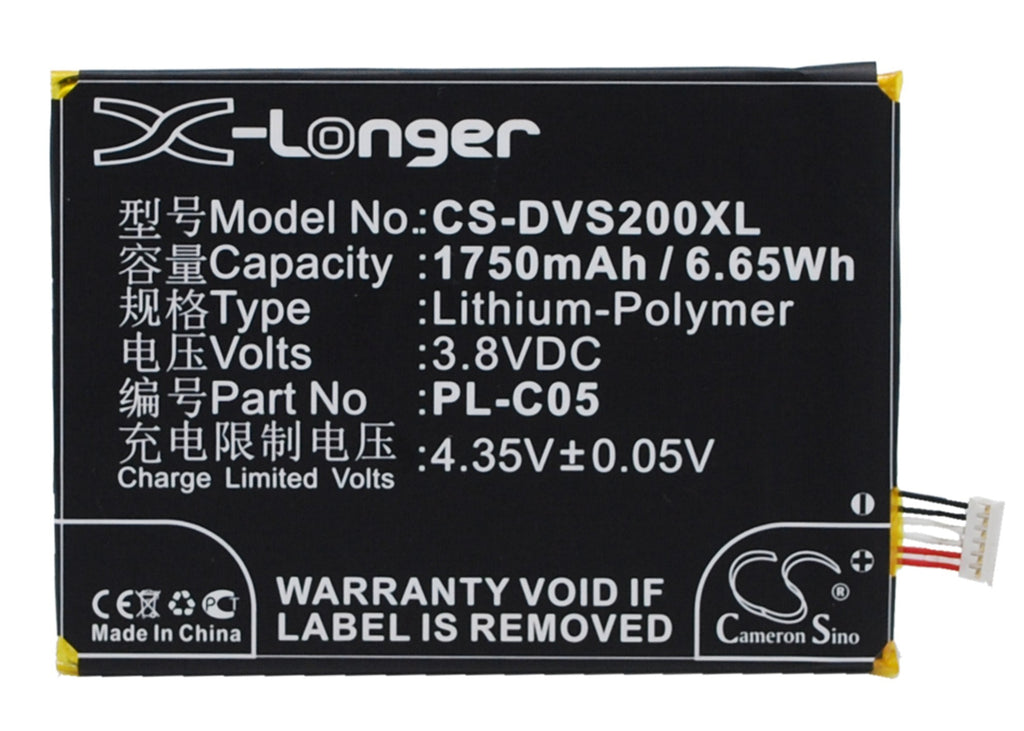 X-Longer
型号Model No.:CS-DVS200XL
容量Capacity :1750mAh / 6.65Wh
规格Type :Lithium-Polymer
电压Volts :3.8VDC
编号Part No :PL-C05
充电限制电压 :4.35V±0.05V
Charge Limited Volts
CE PCT
Made In China
WARRANTY VOID IF
LABEL IS REMOVED
CS®
Cameron Sino